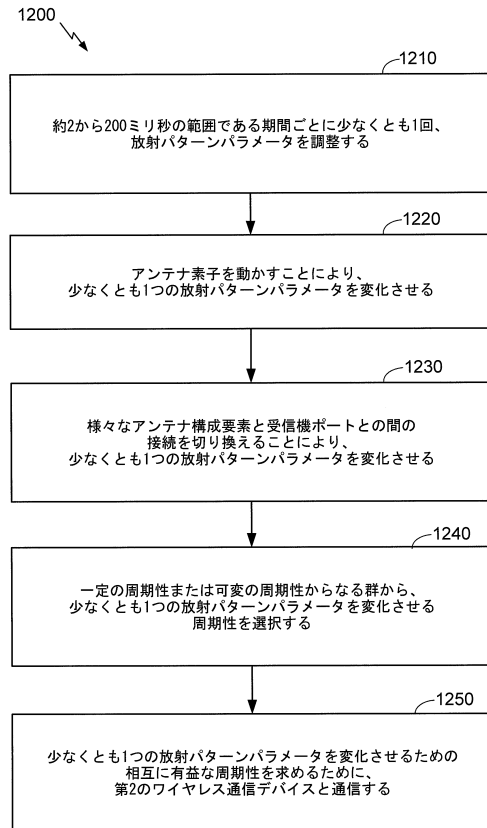 1200
1210
約2から200ミリ秒の範囲である期間ごとに少なくとも1回、
放射パターンパラメータを調整する
1220
アンテナ素子を動かすことにより、
少なくとも1つの放射パターンパラメータを変化させる
1230
様々なアンテナ構成要素と受信機ポートとの間の
接続を切り換えることにより、
少なくとも1つの放射パターンパラメータを変化させる
1240
一定の周期性または可変の周期性からなる群から、
少なくとも1つの放射パターンパラメータを変化させる
周期性を選択する
1250
少なくとも1つの放射パターンパラメータを変化させるための
相互に有益な周期性を求めるために、
第2のワイヤレス通信デバイスと通信する